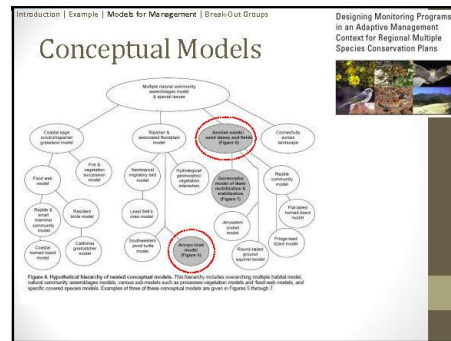 Introduction | Example | Models for Management | Break-Out Groups
Designing Monitoring Programs
in an Adaptive Management
Context for Regional Multiple
Species Conservation Plans
Conceptual Models
Multiple natural community
assemblages model
& special issues
Coastal sage
scrub/chaparral/
grassland model
Riparian &
associated floodplain
model
Aeolian sands:
sand dunes and fields
(Figure 6)
Connectivity
across
landscape
Food web
model
Fire &
vegetation
succession model
Neotropical
migratory bird
model
Hydrological/
geomorphic/
vegetation
interaction
Geomorphic
model of dune
mobilization &
stabilization
(Figure 7)
Reptile
community
model
Reptile &
small
mammal
community
model
Resident
birds model
Least Bell's
vireo model
Jerusalem
cricket
model
Flat-tailed
horned lizard
model
Coastal
horned lizard
model
California
gnatcatcher
model
Southwestern
pond turtle
model
Arroyo toad
model
(Figure 5)
Round-tailed
ground
squirrel model
Fringe-toed
lizard model
Figure 4. Hypothetical hierarchy of nested conceptual models. This hierarchy includes overarching multiple habitat model,
natural community assemblages models, various sub-models such as processes-vegetation models and food-web models, and
specific covered species models. Examples of three of these conceptual models are given in Figures 5 through 7.